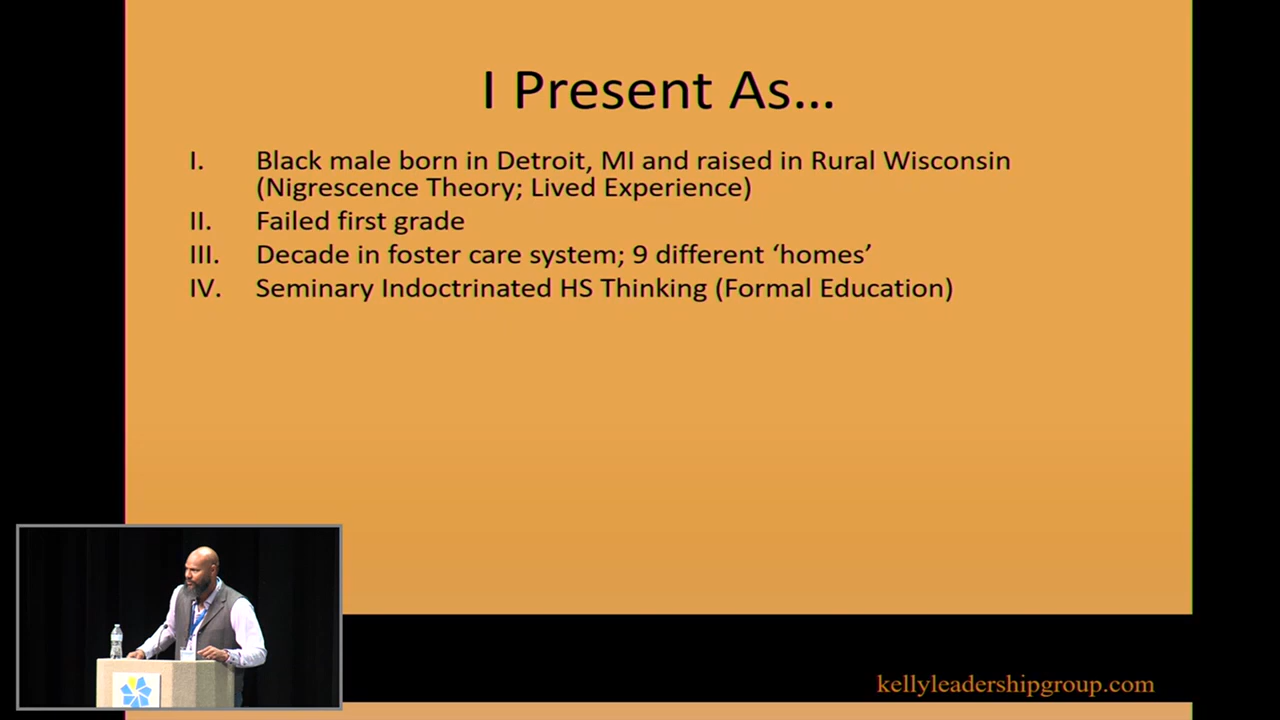 I Present As...
I. Black male born in Detroit, MI and raised in Rural Wisconsin
(Nigrescence Theory; Lived Experience)
II. Failed first grade
III. Decade in foster care system; 9 different ‘homes’
IV. Seminary Indoctrinated HS Thinking (Formal Education)
kellyleadershipgroup.com